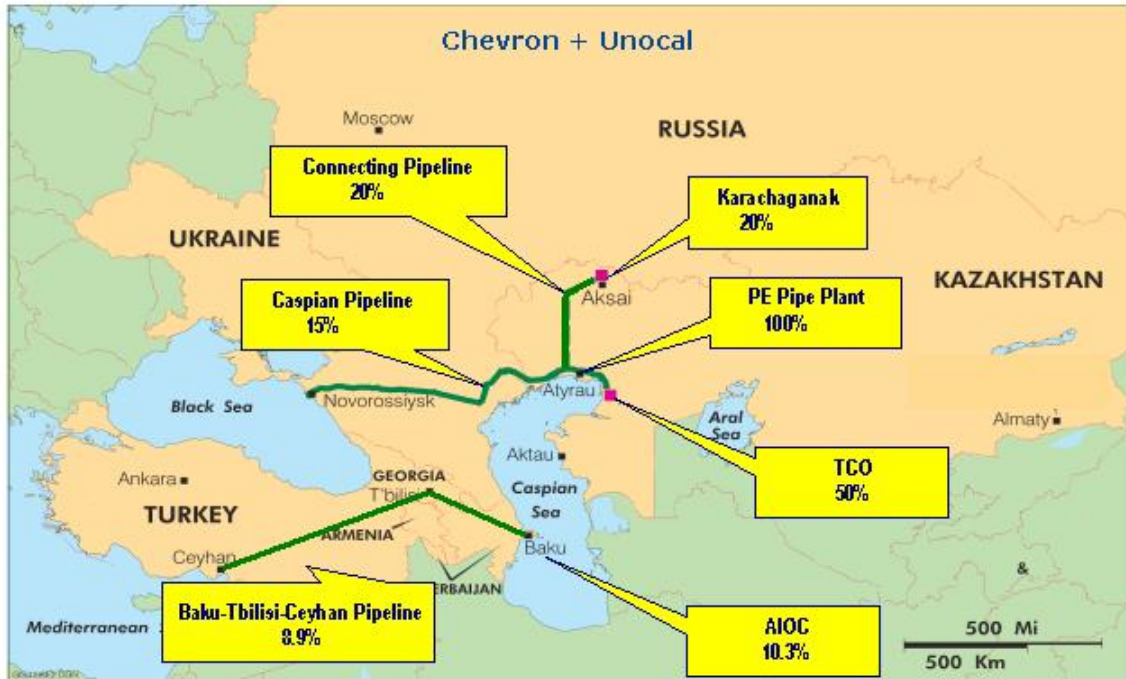 Chevron + Unocal
Moscow
RUSSIA
Connecting Pipeline
20%
Karachaganak
20%
UKRAINE
KAZAKHSTAN
Aksai
Caspian Pipeline
15%
PE Pipe Plant
100%
Atyrau
Black Sea
Novorossiysk
Aral
Sea
Almaty
Ankara
Aktau
TCO
50%
GEORGIA
T'bilisi
Caspian
Sea
TURKEY
ARMENIA
Baku
Ceyhan
ERBAIJAN
&
Baku-Tbilisi-Ceyhan Pipeline
8.9%
AIOC
10.3%
Mediterranean
500 Mi
500 Km